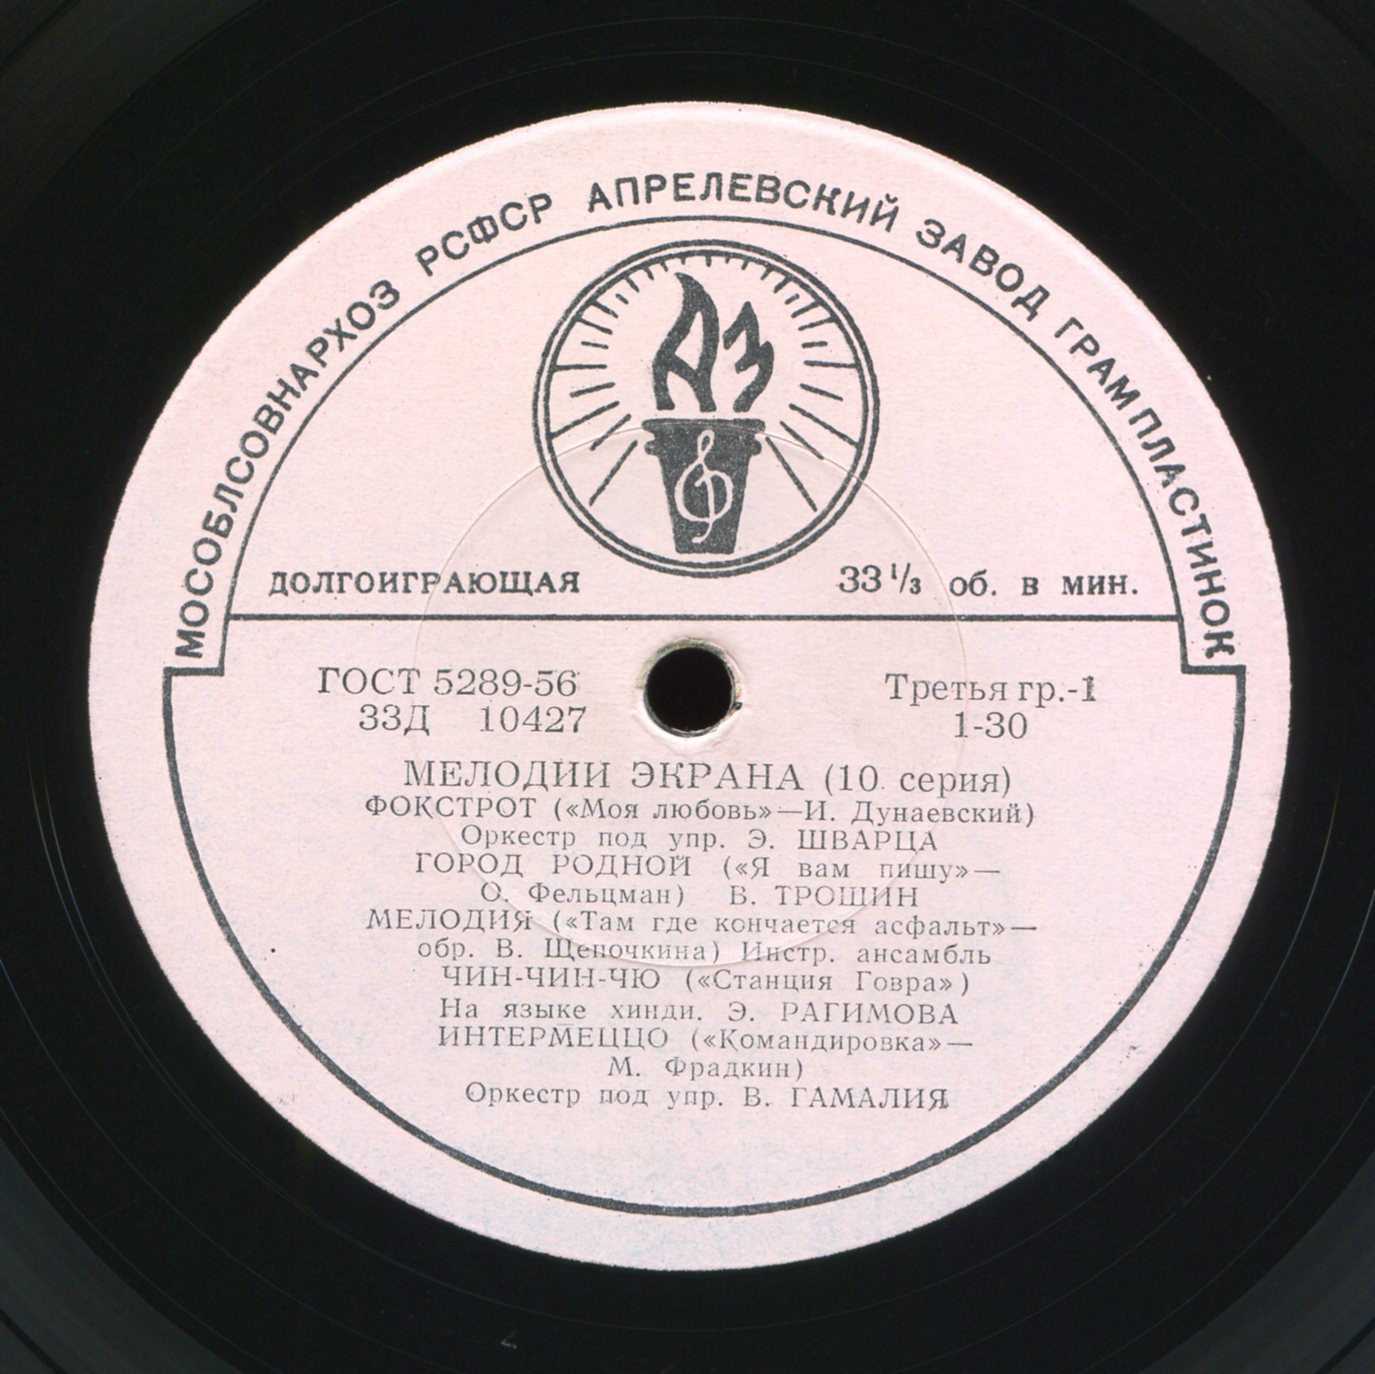 МОСОБЛСОВНАРХОЗ РСФСР АПРЕЛЕВСКИЙ ЗАВОД ГРАМПЛАСТИНОК
АЗ
ДОЛГОИГРАЮЩАЯ 33 1/3 об. в мин.
ГОСТ 5289-56 Третья гр.-1
33Д 10427 1-30
МЕЛОДИИ ЭКРАНА (10 серия)
ФОКСТРОТ («Моя любовь»—И. Дунаевский)
Оркестр под упр. Э. ШВАРЦА
ГОРОД РОДНОЙ («Я вам пишу»—
О. Фельцман) В. ТРОШИН
МЕЛОДИЯ («Там где кончается асфальт»—
обр. В. Щепочкина) Инстр. ансамбль
ЧИН-ЧИН-ЧЮ («Станция Говра»)
На языке хинди. Э. РАГИМОВА
ИНТЕРМЕЦЦО («Командировка»—
М. Фрадкин)
Оркестр под упр. В. ГАМАЛИЯ